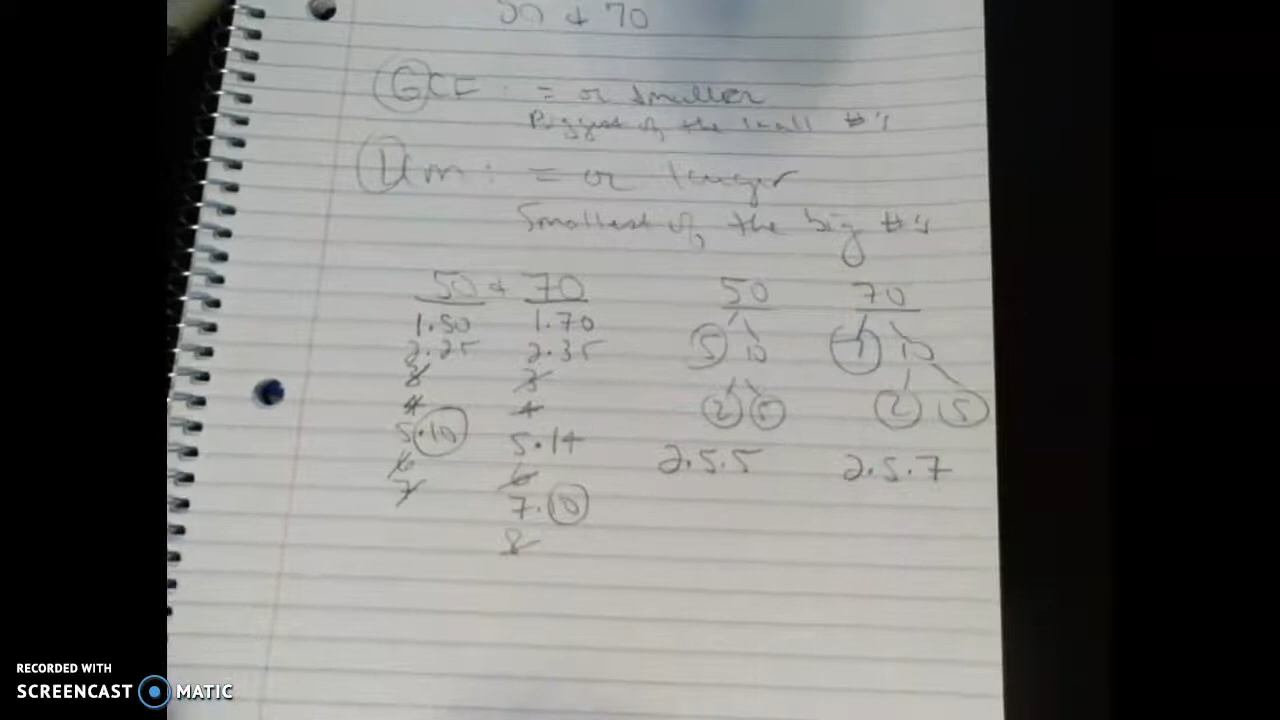 50 & 70
GCF : = or smaller
Biggest of the small #'s
LCM : = or larger
Smallest of the big #'s
50 & 70
1.50 1.70
2.25 2.35
3 3
4 4
5.10 5.14
6 6
7 7.10
8
50 70
5 10 7 10
2 5 2 5
2.5.5 2.5.7
RECORDED WITH
SCREENCAST MATIC